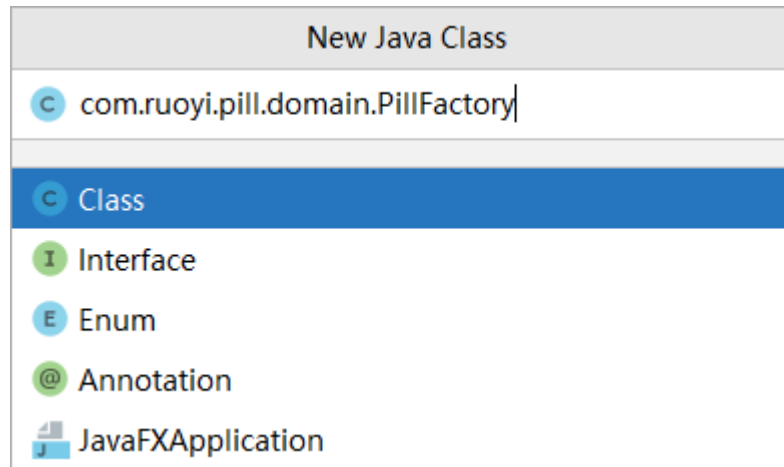 New Java Class
C com.ruoyi.pill.domain.PillFactory
C Class
I Interface
E Enum
@ Annotation
J JavaFXApplication